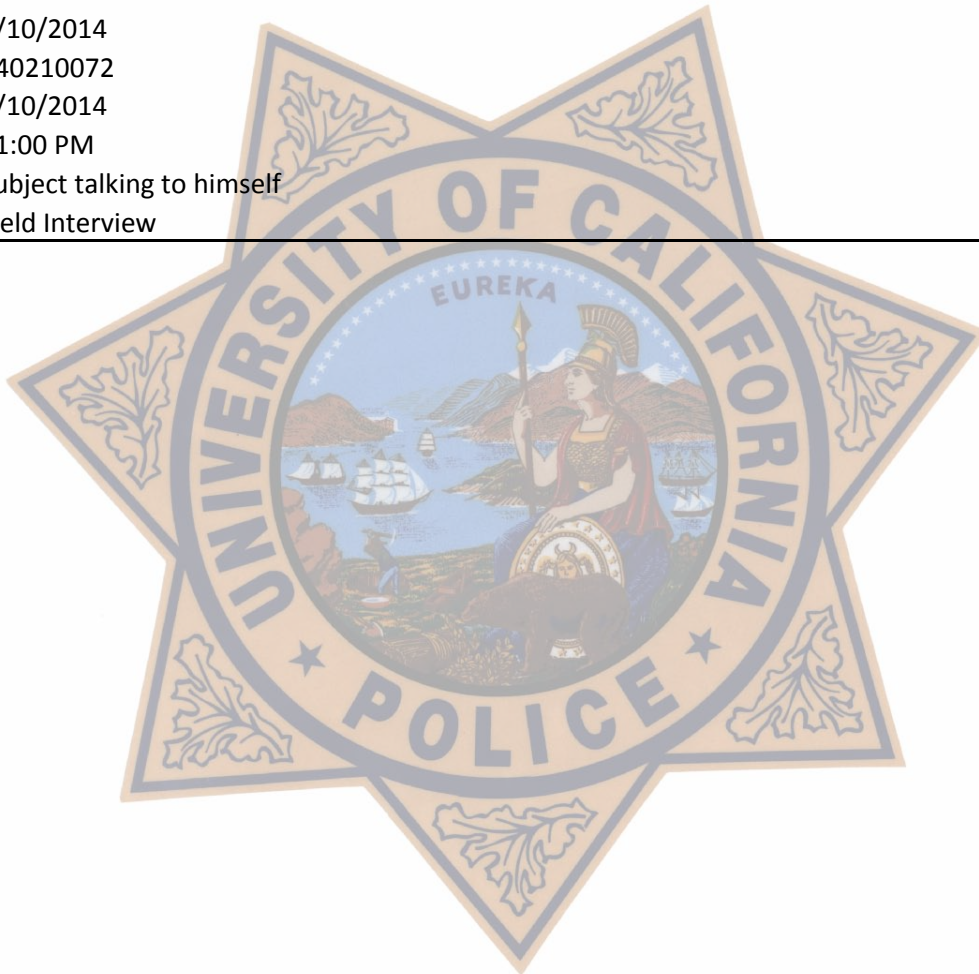 /10/2014
40210072
/10/2014
1:00 PM
ubject talking to himself
eld Interview
UNIVERSITY OF CALIFORNIA
EUREKA
POLICE